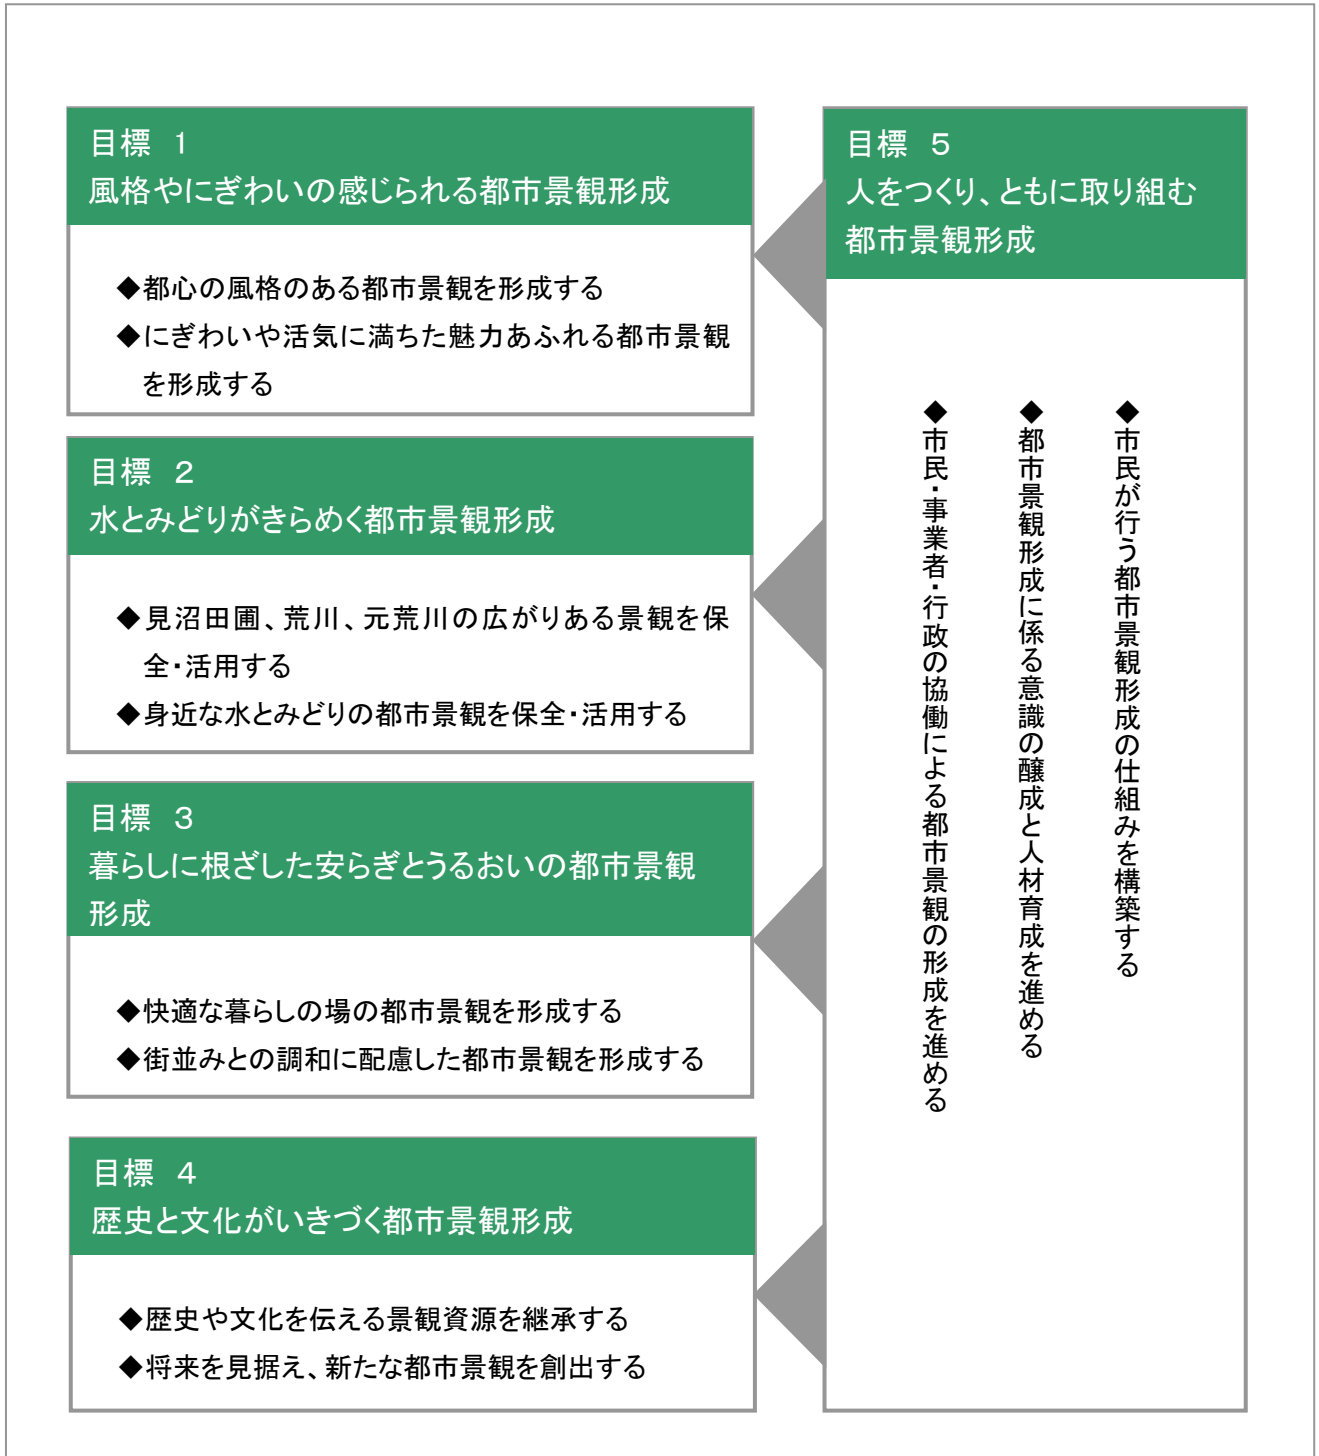 目標　1
風格やにぎわいの感じられる都市景観形成
◆都心の風格のある都市景観を形成する
◆にぎわいや活気に満ちた魅力あふれる都市景観
を形成する
目標　２
水とみどりがきらめく都市景観形成
◆見沼田圃、荒川、元荒川の広がりある景観を保
全・活用する
◆身近な水とみどりの都市景観を保全・活用する
目標　３
暮らしに根ざした安らぎとうるおいの都市景観
形成
◆快適な暮らしの場の都市景観を形成する
◆街並みとの調和に配慮した都市景観を形成する
目標　４
歴史と文化がいきづく都市景観形成
◆歴史や文化を伝える景観資源を継承する
◆将来を見据え、新たな都市景観を創出する
目標　５
人をつくり、ともに取り組む
都市景観形成
◆市民が行う都市景観形成の仕組みを構築する
◆都市景観形成に係る意識の醸成と人材育成を進める
◆市民・事業者・行政の協働による都市景観の形成を進める